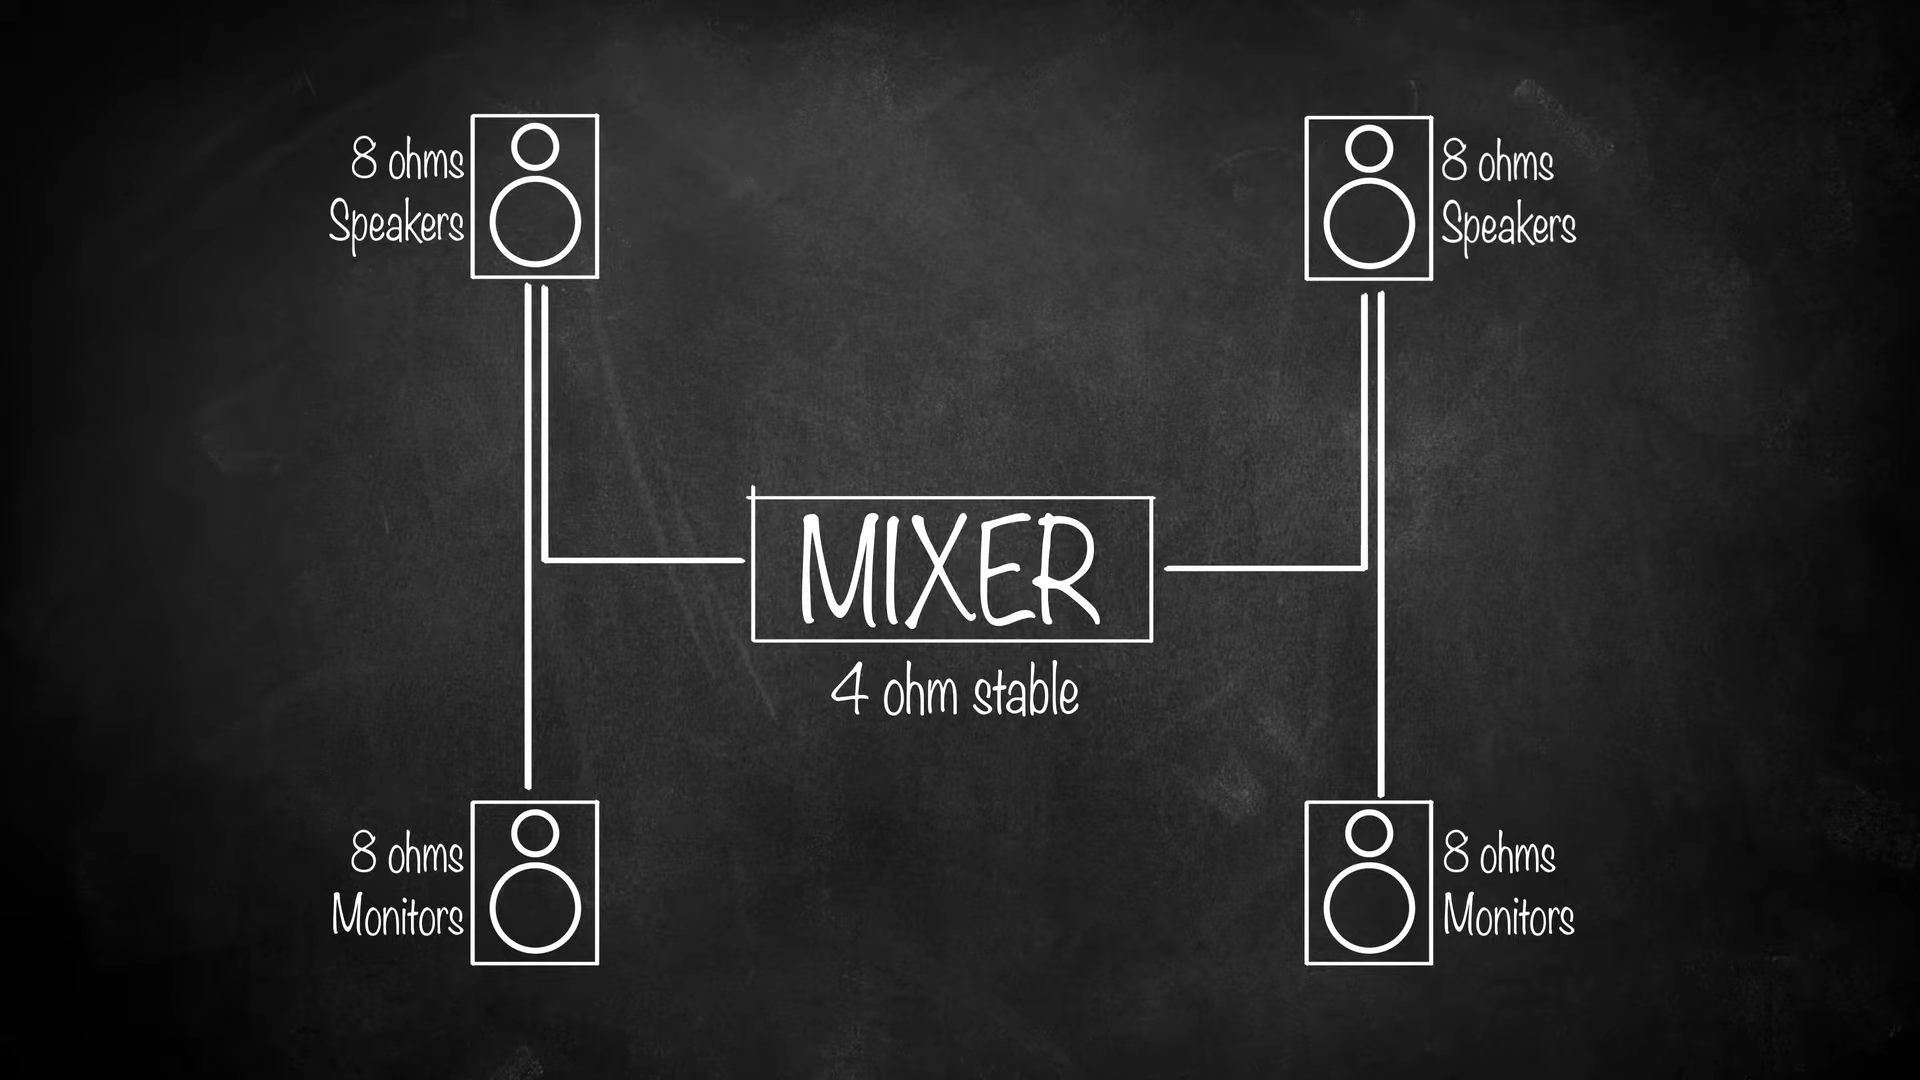 8 ohms
Speakers
8 ohms
Speakers
MIXER
4 ohm stable
8 ohms
Monitors
8 ohms
Monitors